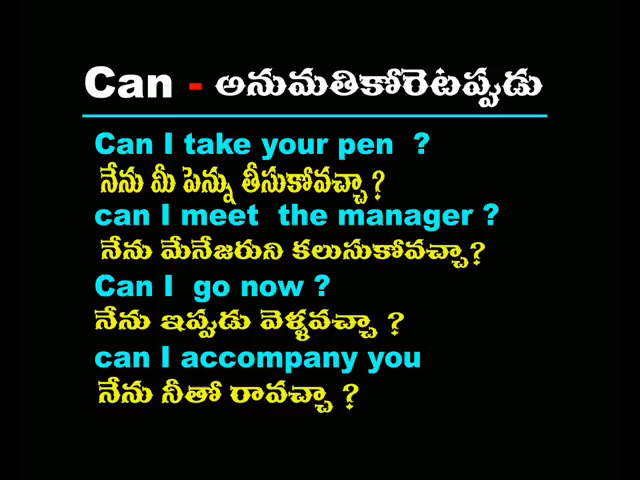 Can - అనుమతికోరెటప్పుడు
Can I take your pen ?
నేను మీ పెన్ను తీసుకోవచ్చా ?
can I meet the manager ?
నేను మేనేజరుని కలుసుకోవచ్చా ?
Can I go now ?
నేను ఇప్పుడు వెళ్ళవచ్చా ?
can I accompany you
నేను నీతో రావచ్చా ?